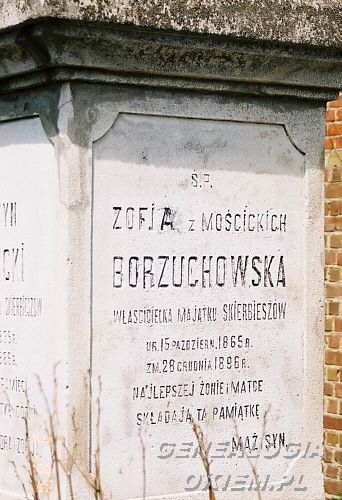 Ś.P.
ZOFJA z MOŚCICKICH
BORZUCHOWSKA
WŁAŚCICIELKA MAJĄTKU SKIERBIESZÓW
UR. 15 PAŹDZIERN. 1865 R.
ZM. 28 GRUDNIA 1896 R.
NAJLEPSZEJ ŻONIE I MATCE
SKŁADAJĄ TĄ PAMIĄTKĘ
MĄŻ SYN.
GENEALOGIA
OKIEM.PL